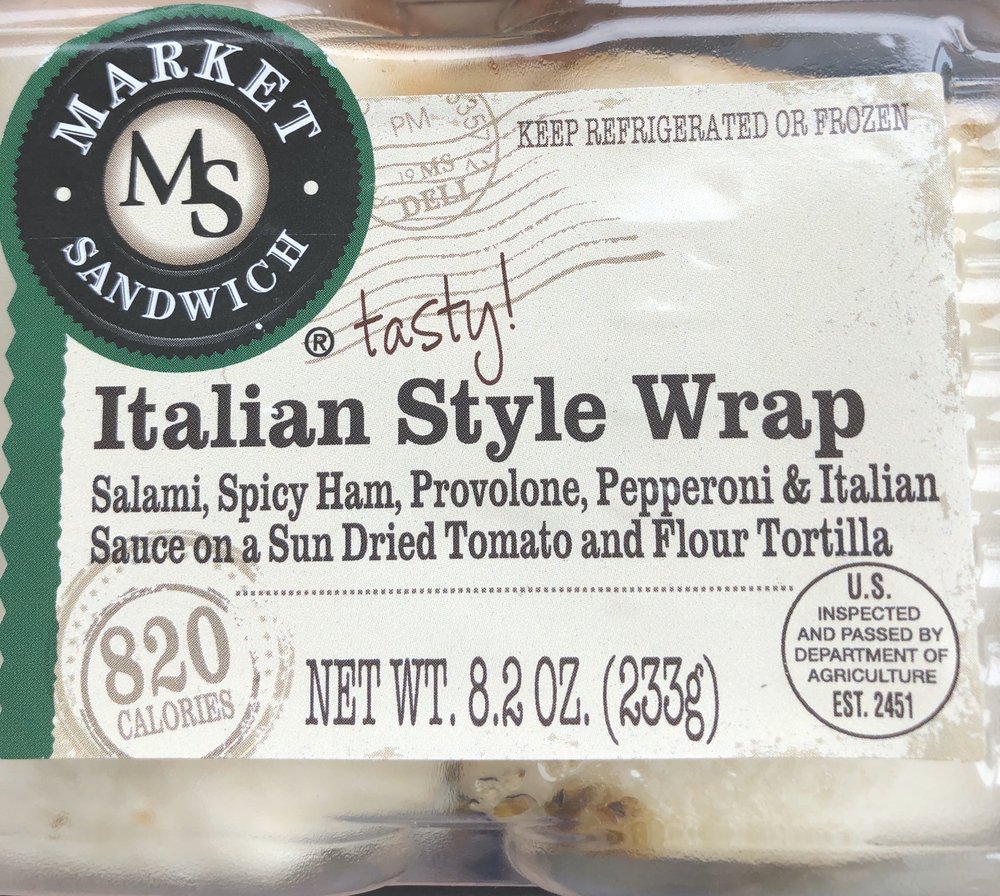 MARKET
MS
SANDWICH
PM
19 MS
DELI
KEEP REFRIGERATED OR FROZEN
® tasty!
Italian Style Wrap
Salami, Spicy Ham, Provolone, Pepperoni & Italian
Sauce on a Sun Dried Tomato and Flour Tortilla
820
CALORIES
NET WT. 8.2 OZ. (233g)
U.S.
INSPECTED
AND PASSED BY
DEPARTMENT OF
AGRICULTURE
EST. 2451